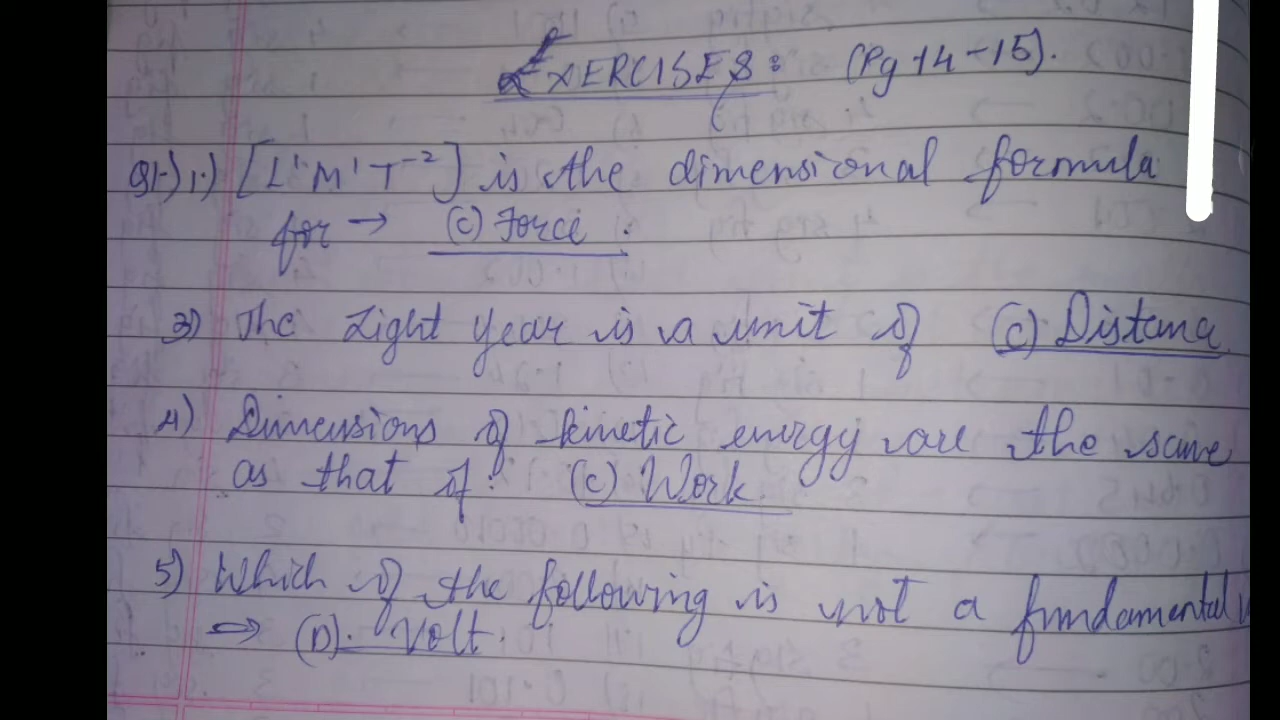 EXERCISES: (Pg 14-15).
Q1.) 1.) [L¹M¹T⁻²] is the dimensional formula
for → (C) Force.
3) The Light Year is a unit of (C) Distance
4) Dimensions of kinetic energy are the same
as that of: (C) Work.
5) Which of the following is not a fundamental
⇒ (D). Volt.